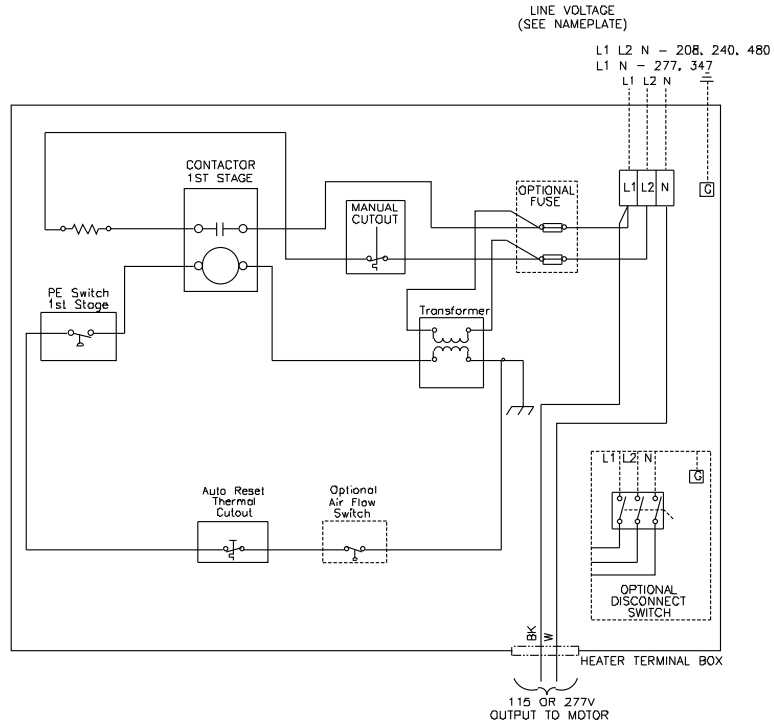 LINE VOLTAGE
(SEE NAMEPLATE)
L1 L2 N - 208, 240, 480
L1 N - 277, 347
L1 L2 N
CONTACTOR
1ST STAGE
MANUAL
CUTOUT
OPTIONAL
FUSE
L1 L2 N
G
PE Switch
1st Stage
Transformer
L1 L2 N
G
Auto Reset
Thermal
Cutout
Optional
Air Flow
Switch
OPTIONAL
DISCONNECT
SWITCH
BK
W
HEATER TERMINAL BOX
115 OR 277V
OUTPUT TO MOTOR